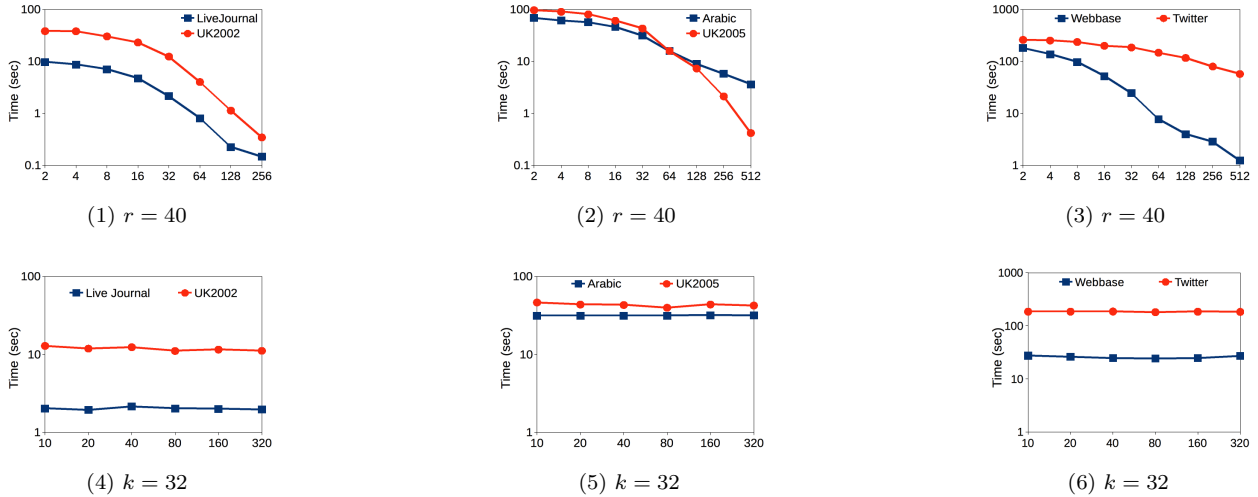 100
10
1
0.1
Time (sec)
LiveJournal
UK2002
2 4 8 16 32 64 128 256
(1) r = 40
100
10
1
0.1
Time (sec)
Arabic
UK2005
2 4 8 16 32 64 128 256 512
(2) r = 40
1000
100
10
1
Time (sec)
Webbase Twitter
2 4 8 16 32 64 128 256 512
(3) r = 40
100
10
1
Time (sec)
Live Journal UK2002
10 20 40 80 160 320
(4) k = 32
100
10
1
Time (sec)
Arabic UK2005
10 20 40 80 160 320
(5) k = 32
1000
100
10
1
Time (sec)
Webbase Twitter
10 20 40 80 160 320
(6) k = 32